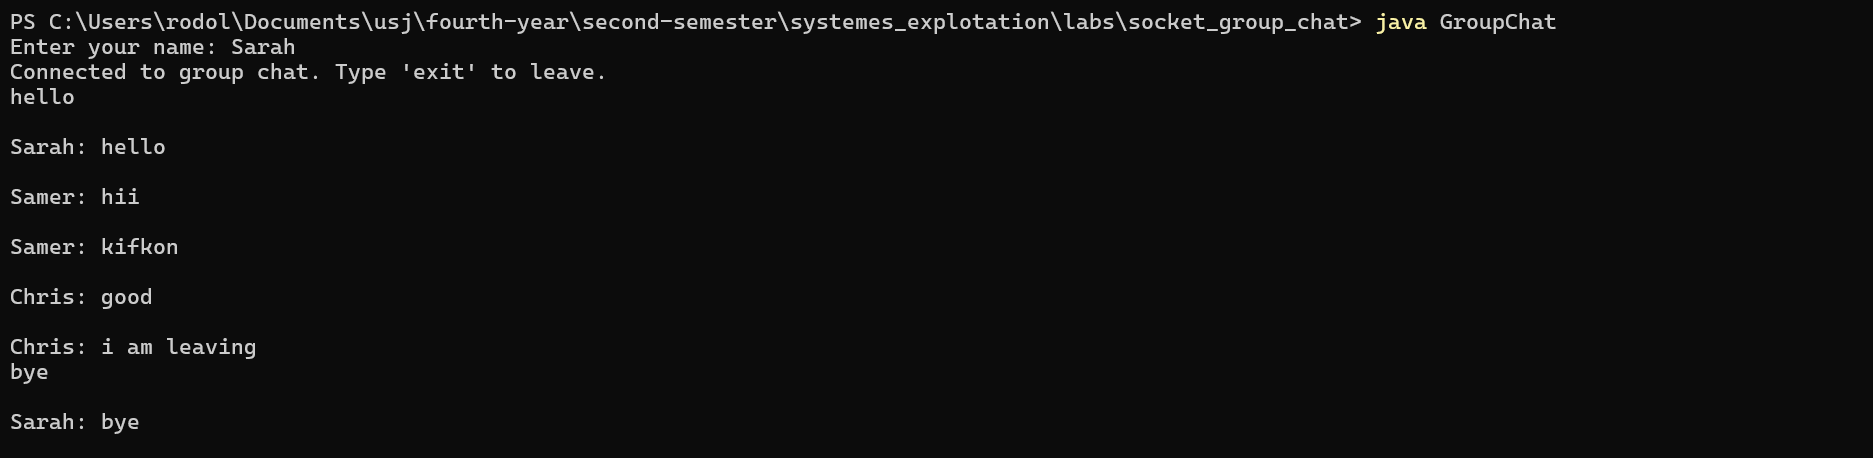 PS C:\Users\rodol\Documents\usj\fourth-year\second-semester\systemes_explotation\labs\socket_group_chat> java GroupChat
Enter your name: Sarah
Connected to group chat. Type 'exit' to leave.
hello
Sarah: hello
Samer: hii
Samer: kifkon
Chris: good
Chris: i am leaving
bye
Sarah: bye